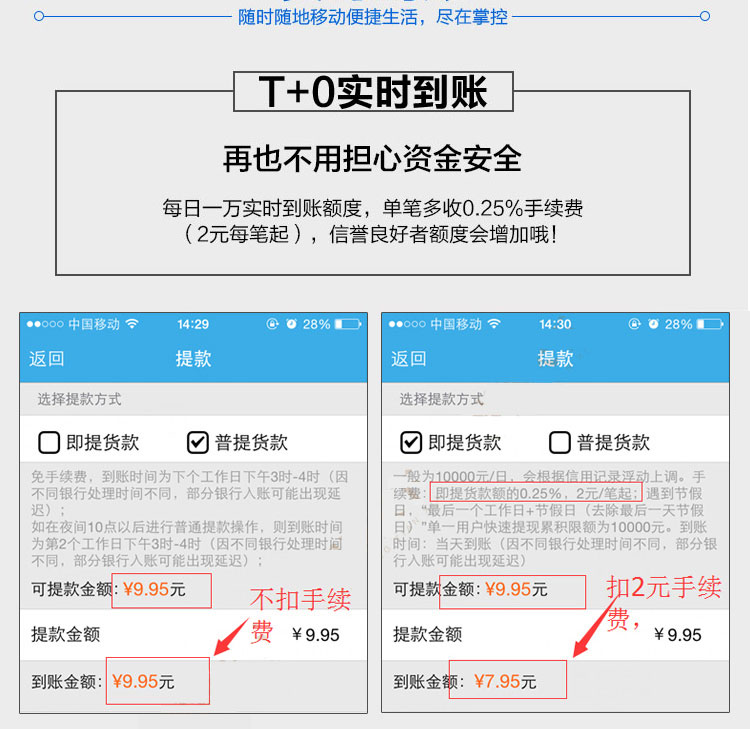 随时随地移动便捷生活，尽在掌控
T+0实时到账
再也不用担心资金安全
每日一万实时到账额度，单笔多收0.25%手续费
（2元每笔起），信誉良好者额度会增加哦！
中国移动 14:29 28%
返回 提款
选择提款方式
即提货款 普提货款
免手续费，到账时间为下个工作日下午3时-4时（因
不同银行处理时间不同，部分银行入账可能出现延
迟）；
如在夜间10点以后进行普通提款操作，则到账时间
为第2个工作日下午3时-4时（因不同银行处理时间
不同，部分银行入账可能出现延迟）；
可提款金额：¥9.95元
不扣手续
费
提款金额 ¥9.95
到账金额：¥9.95元
中国移动 14:30 28%
返回 提款
选择提款方式
即提货款 普提货款
一般为10000元/日，会根据信用记录浮动上调。手
续费：即提货款额的0.25%，2元/笔起；遇到节假
日，“最后一个工作日+节假日（去除最后一天节假
日）”单一用户快速提现累积限额为10000元。到账
时间：当天到账（因不同银行处理时间不同，部分银
行入账可能出现延迟）
可提款金额：¥9.95元
扣2元手续
费，
提款金额 ¥9.95
到账金额：¥7.95元